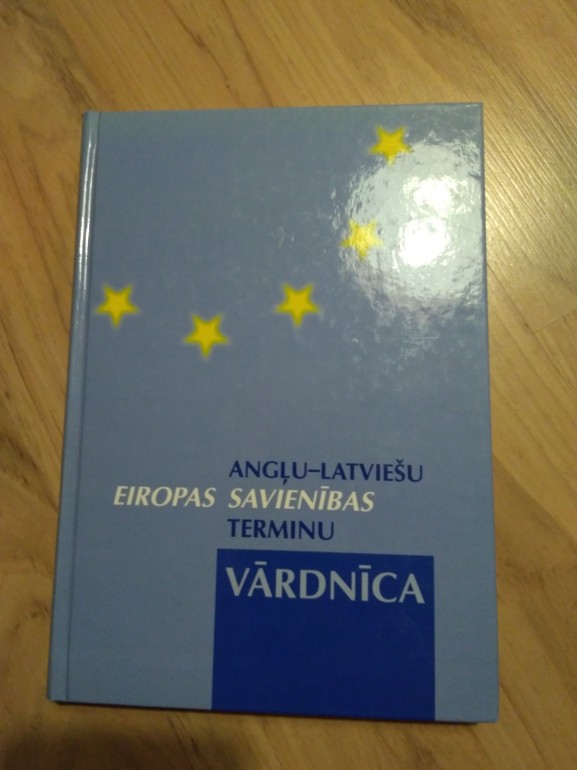 ANGĻU–LATVIEŠU
EIROPAS SAVIENĪBAS
TERMINU
VĀRDNĪCA